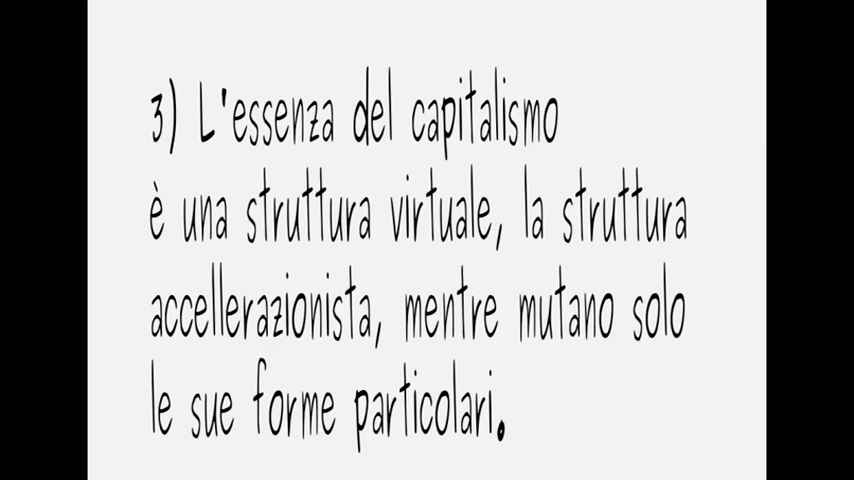 3) L'essenza del capitalismo
è una struttura virtuale, la struttura
accellerazionista, mentre mutano solo
le sue forme particolari.